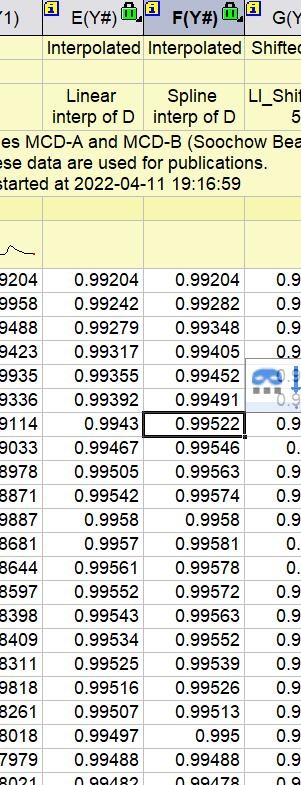 Y1) E(Y#) F(Y#) G(Y
Interpolated Interpolated Shifted
Linear Spline LI_Shif
interp of D interp of D 5
es MCD-A and MCD-B (Soochow Bea
ese data are used for publications.
started at 2022-04-11 19:16:59
9204 0.99204 0.99204 0.9
9958 0.99242 0.99282 0.9
9488 0.99279 0.99348 0.9
9423 0.99317 0.99405 0.9
9935 0.99355 0.99452 0.9
9336 0.99392 0.99491 0.9
9114 0.9943 0.99522 0.9
9033 0.99467 0.99546 0.
8978 0.99505 0.99563 0.9
8871 0.99542 0.99574 0.9
9887 0.9958 0.9958 0.9
8681 0.9957 0.99581 0.
8644 0.99561 0.99578 0.
8597 0.99552 0.99572 0.9
8398 0.99543 0.99563 0.9
8409 0.99534 0.99552 0.9
8311 0.99525 0.99539 0.9
9818 0.99516 0.99526 0.9
8261 0.99507 0.99513 0.9
8018 0.99497 0.995 0.9
7979 0.99488 0.99488 0.9
8021 0.99482 0.99478 0.9